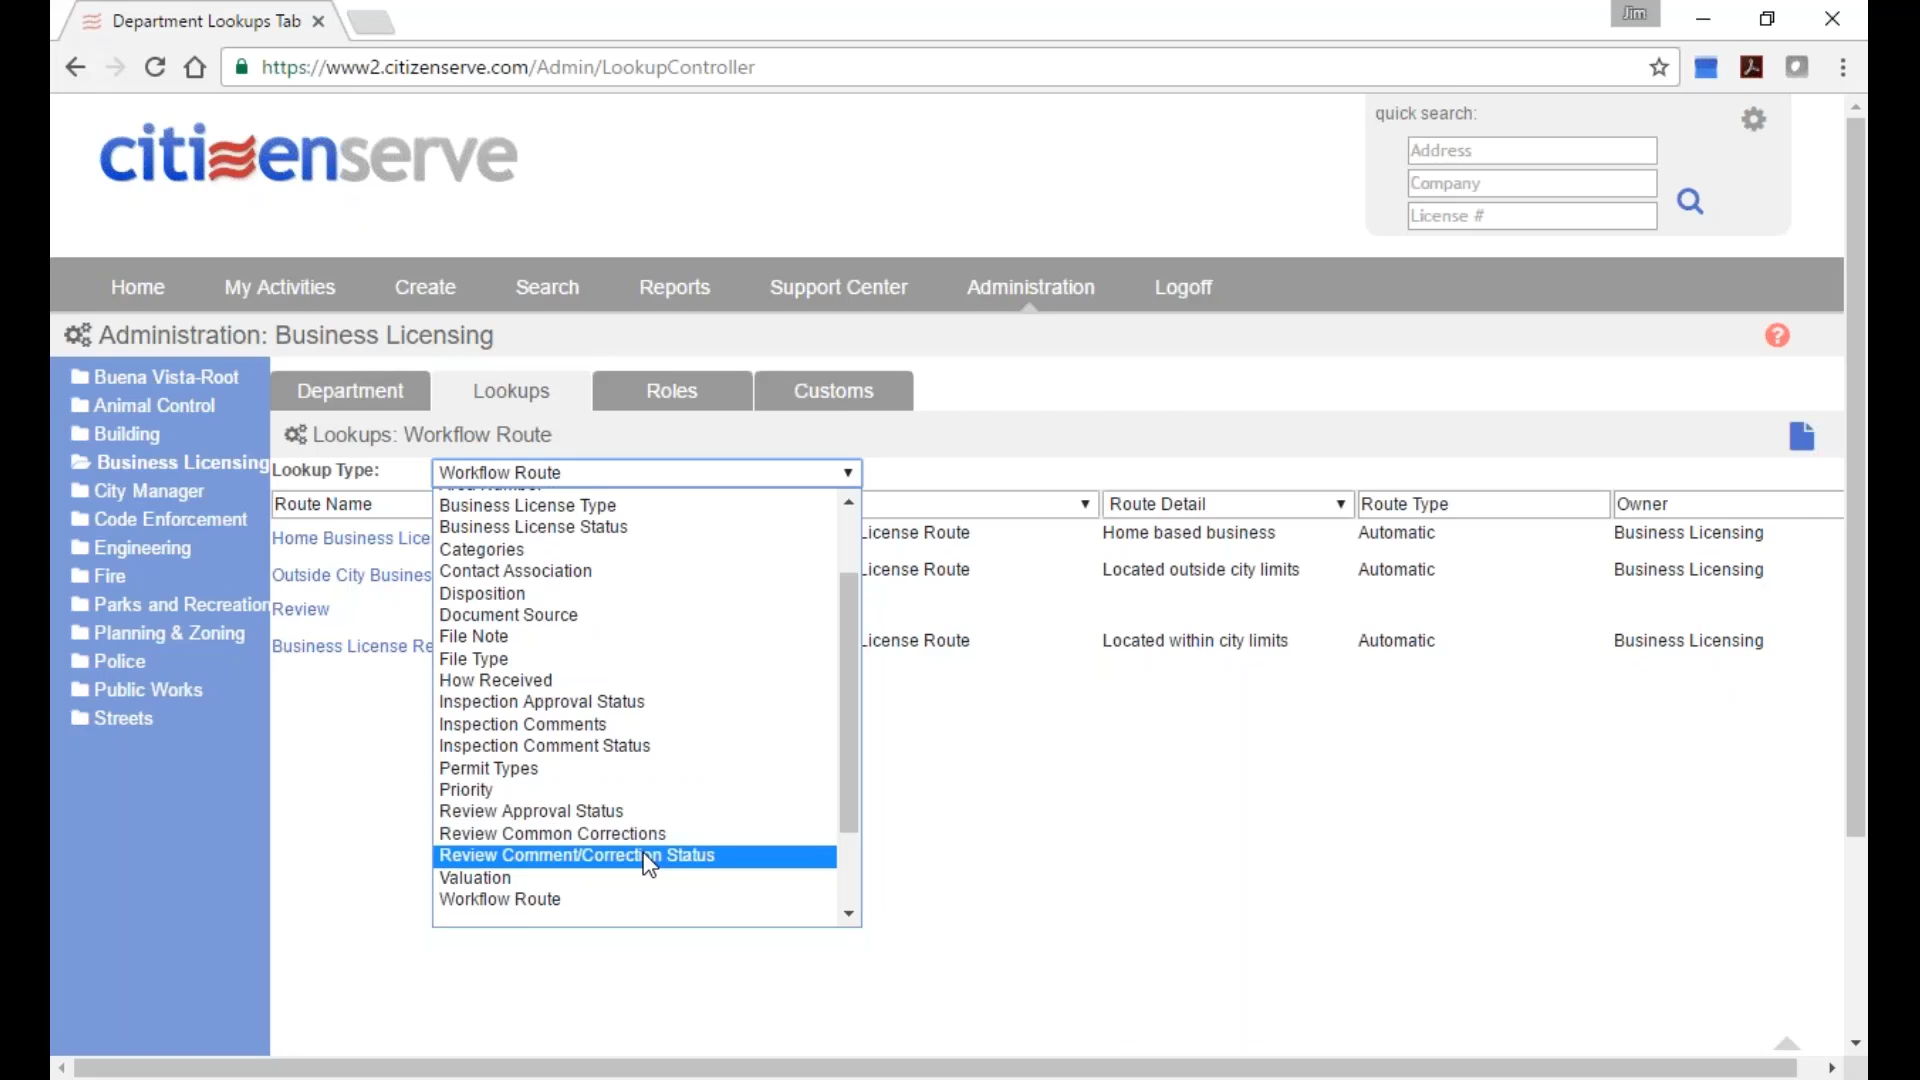 Department Lookups Tab
Jim
https://www2.citizenserve.com/Admin/LookupController
citizenserve
quick search:
Address
Company
License #
Home My Activities Create Search Reports Support Center Administration Logoff
Administration: Business Licensing
?
Buena Vista-Root
Animal Control
Building
Business Licensing
City Manager
Code Enforcement
Engineering
Fire
Parks and Recreation
Planning & Zoning
Police
Public Works
Streets
Department Lookups Roles Customs
Lookups: Workflow Route
Lookup Type: Workflow Route
Route Name Route Detail Route Type Owner
Home Business Lice License Route Home based business Automatic Business Licensing
Outside City Busines License Route Located outside city limits Automatic Business Licensing
Review
Business License Re License Route Located within city limits Automatic Business Licensing
Business License Type
Business License Status
Categories
Contact Association
Disposition
Document Source
File Note
File Type
How Received
Inspection Approval Status
Inspection Comments
Inspection Comment Status
Permit Types
Priority
Review Approval Status
Review Common Corrections
Review Comment/Correction Status
Valuation
Workflow Route